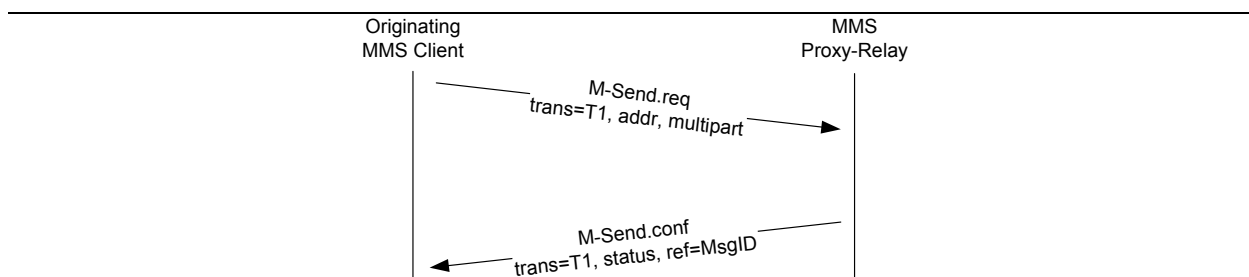 Originating
MMS Client
MMS
Proxy-Relay
M-Send.req
trans=T1, addr, multipart
M-Send.conf
trans=T1, status, ref=MsgID